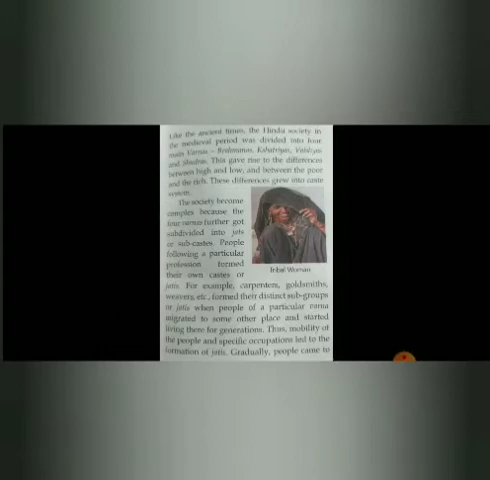 Like the ancient times, the Hindu society in
the medieval period was divided into four
main Varnas – Brahmanas, Kshatriyas, Vaishyas
and Shudras. This gave rise to the differences
between high and low, and between the poor
and the rich. These differences grew into caste
system.
The society become
complex because the
four varnas further got
subdivided into jatis
or sub-castes. People
following a particular
profession formed
their own castes or
jatis. For example, carpenters, goldsmiths,
weavers, etc., formed their distinct sub-groups
or jatis when people of a particular varna
migrated to some other place and started
living there for generations. Thus, mobility of
the people and specific occupations led to the
formation of jatis. Gradually, people came to
Tribal Woman